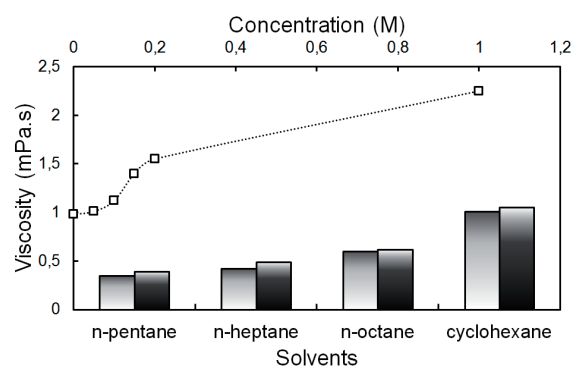 Concentration (M)
0 0,2 0,4 0,6 0,8 1 1,2
Viscosity (mPa.s)
2,5
2
1,5
1
0,5
0
n-pentane n-heptane n-octane cyclohexane
Solvents